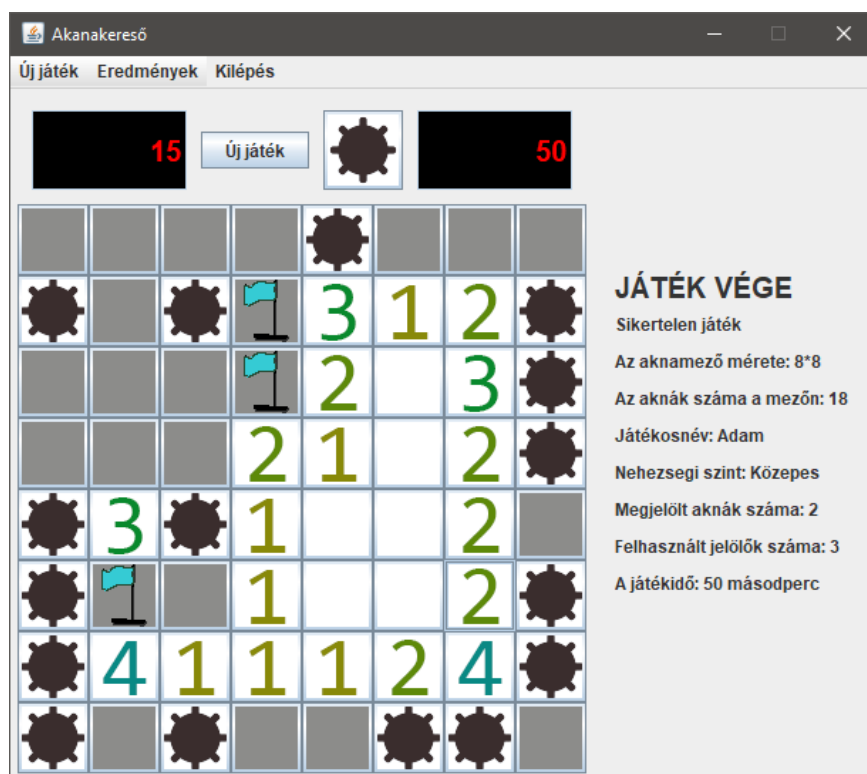 Akanakereső
Új játék Eredmények Kilépés
15 Új játék 50
3 1 2
2 3
2 1 2
3 1 2
1 2
4 1 1 1 2 4
JÁTÉK VÉGE
Sikertelen játék
Az aknamező mérete: 8*8
Az aknák száma a mezőn: 18
Játékosnév: Adam
Nehezsegi szint: Közepes
Megjelölt aknák száma: 2
Felhasznált jelölők száma: 3
A játékidő: 50 másodperc